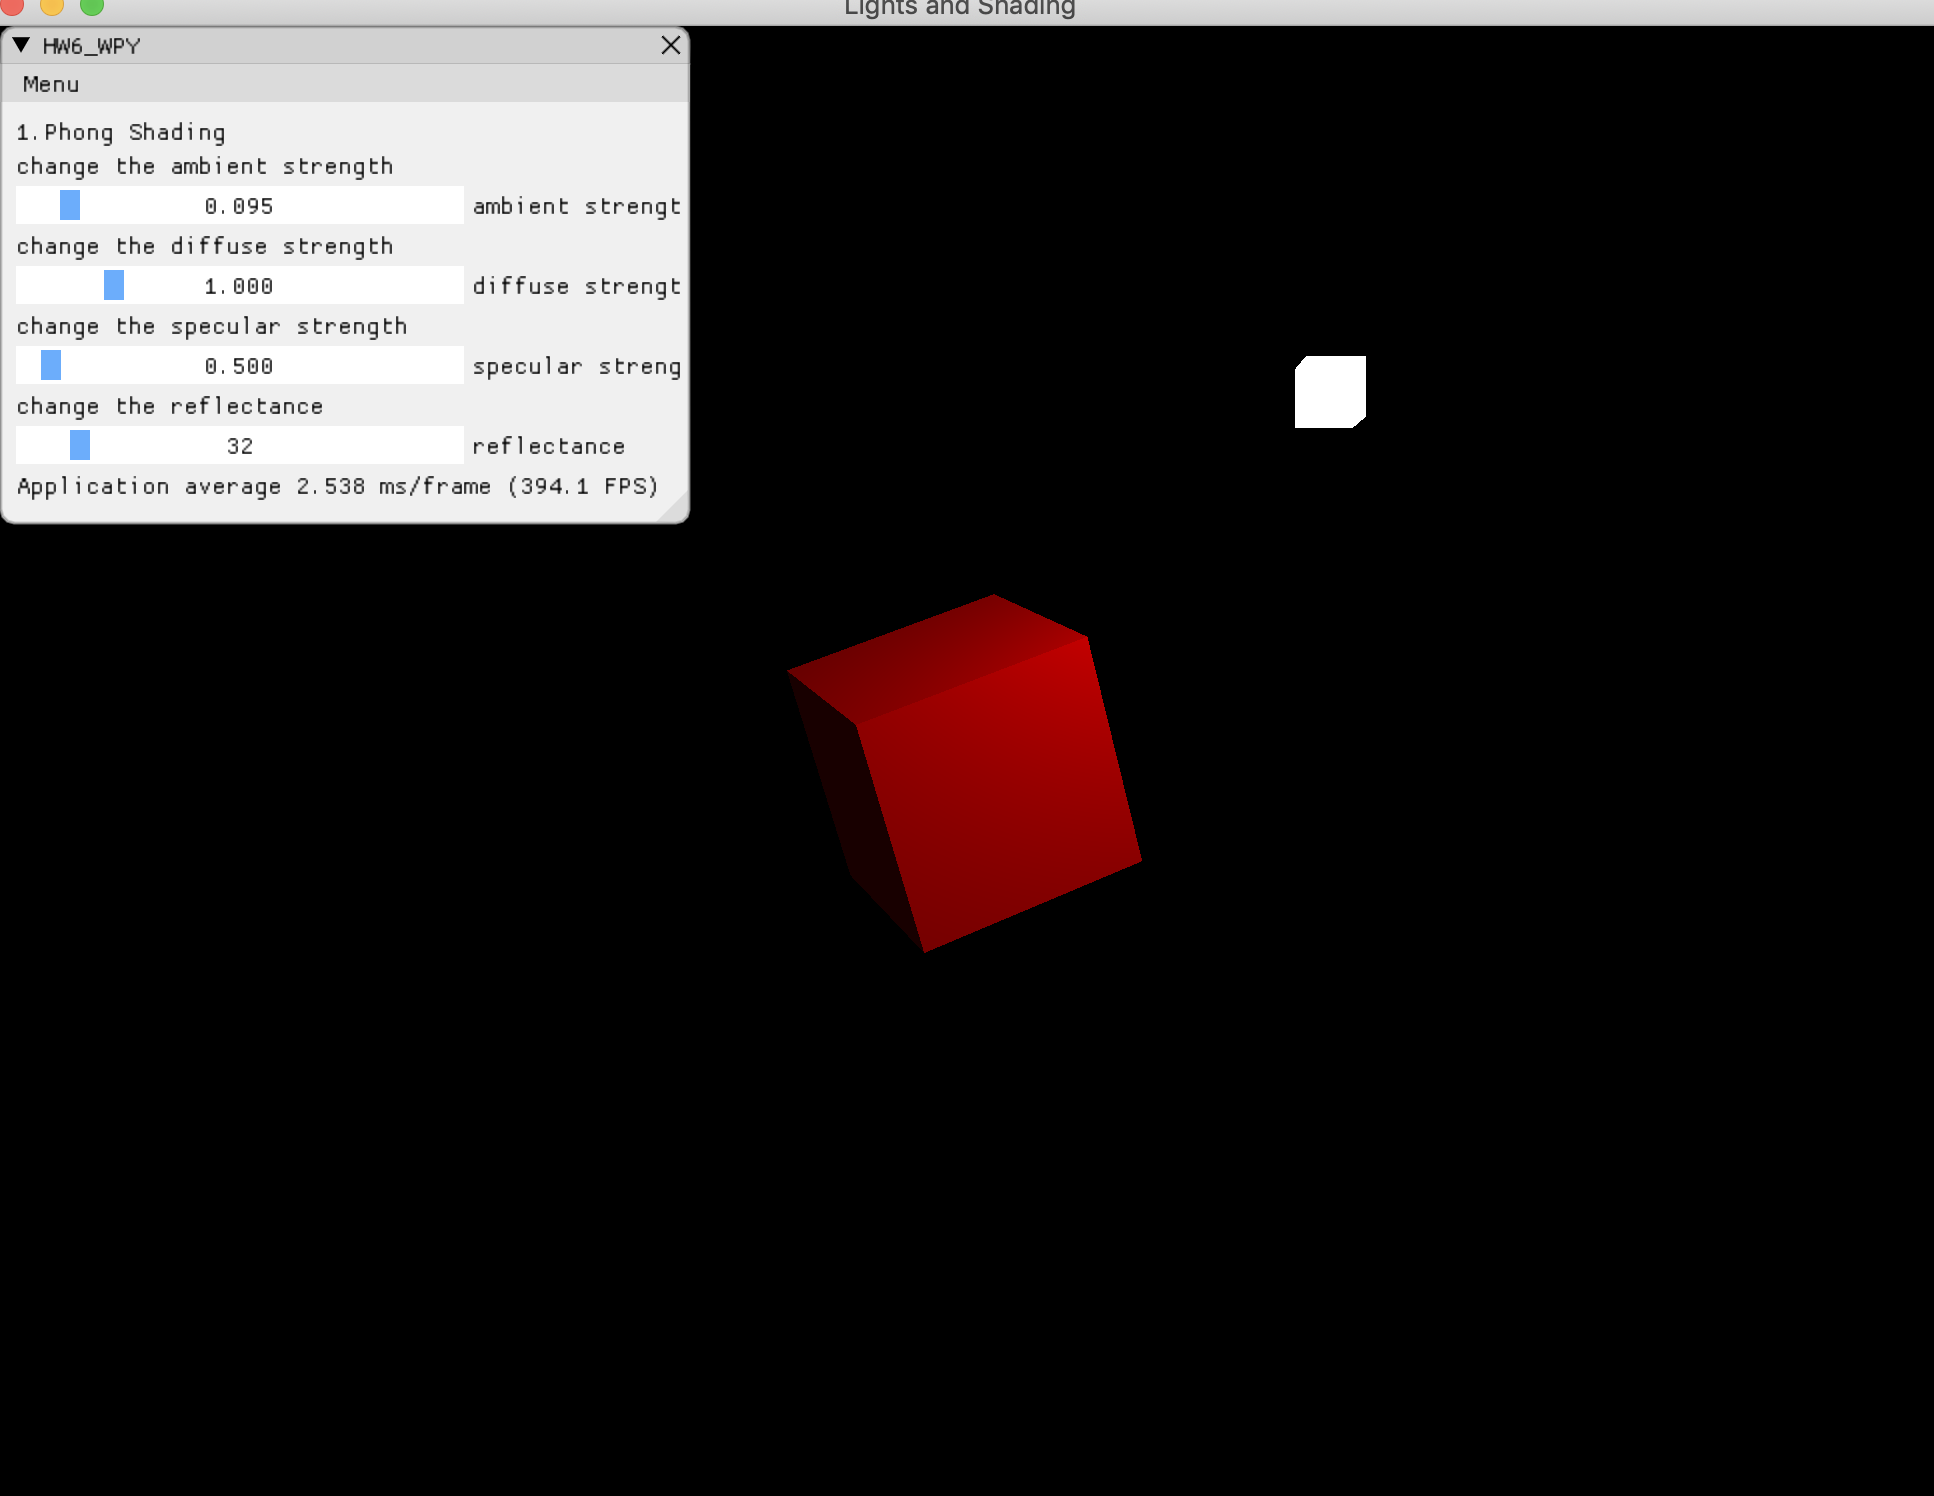 Lights and Shading
HW6_WPY
Menu
1.Phong Shading
change the ambient strength
0.095 ambient strengt
change the diffuse strength
1.000 diffuse strengt
change the specular strength
0.500 specular streng
change the reflectance
32 reflectance
Application average 2.538 ms/frame (394.1 FPS)